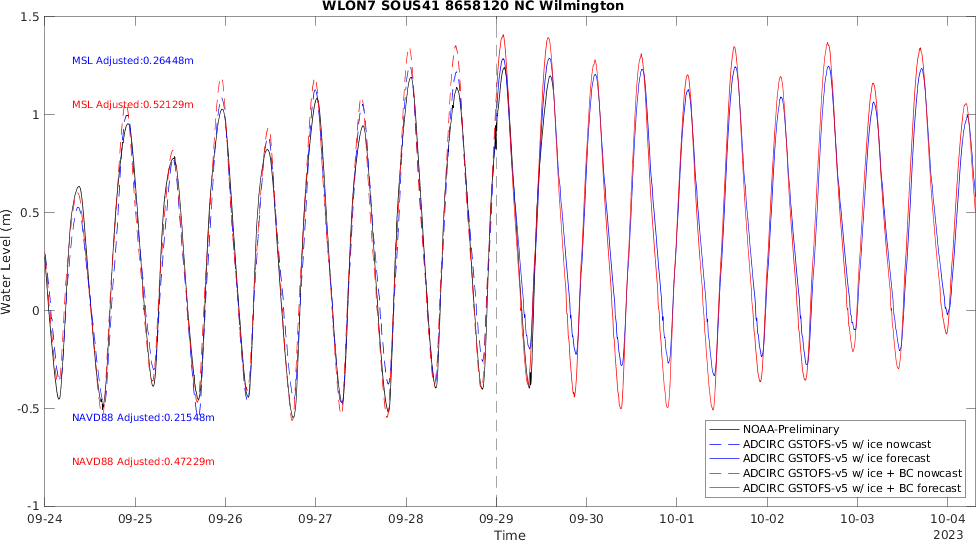 WLON7 SOUS41 8658120 NC Wilmington
1.5
1
0.5
0
-0.5
-1
Water Level (m)
MSL Adjusted:0.26448m
MSL Adjusted:0.52129m
NAVD88 Adjusted:0.21548m
NAVD88 Adjusted:0.47229m
NOAA-Preliminary
ADCIRC GSTOFS-v5 w/ ice nowcast
ADCIRC GSTOFS-v5 w/ ice forecast
ADCIRC GSTOFS-v5 w/ ice + BC nowcast
ADCIRC GSTOFS-v5 w/ ice + BC forecast
09-24 09-25 09-26 09-27 09-28 09-29 09-30 10-01 10-02 10-03 10-04
2023
Time